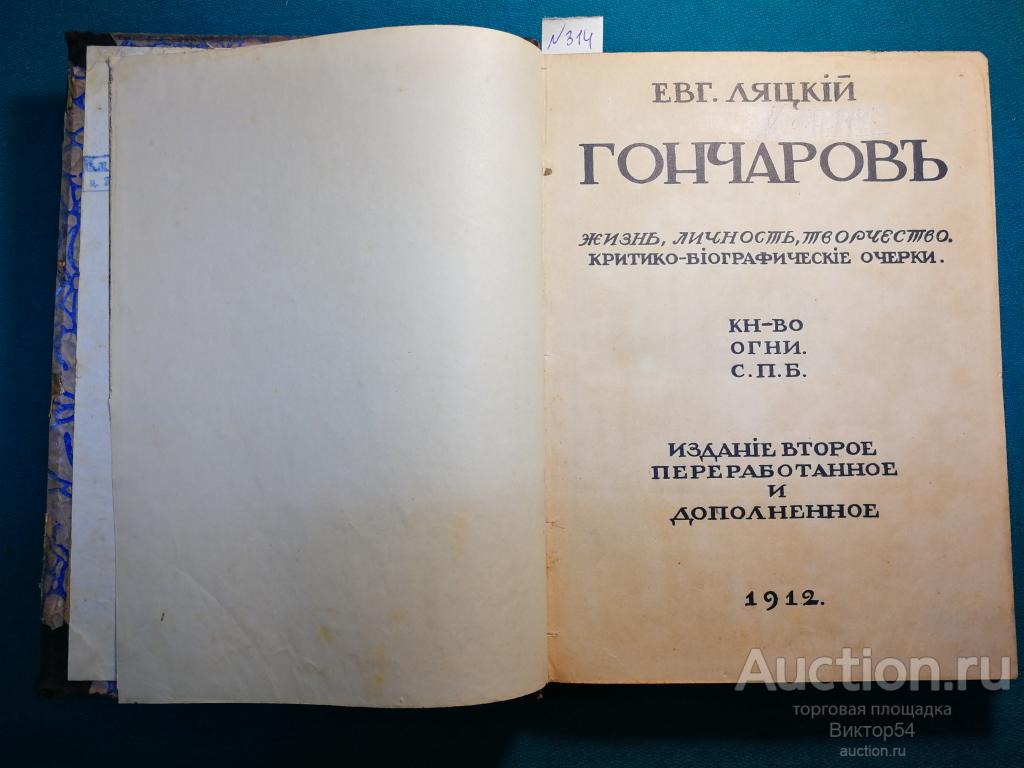 N314
ЕВГ. ЛЯЦКІЙ
ГОНЧАРОВЪ
ЖИЗНЬ, ЛИЧНОСТЬ, ТВОРЧЕСТВО.
КРИТИКО-БІОГРАФИЧЕСКІЕ ОЧЕРКИ.
КН-ВО
ОГНИ.
С.П.Б.
ИЗДАНІЕ ВТОРОЕ
ПЕРЕРАБОТАННОЕ
И
ДОПОЛНЕННОЕ
1912.
Auction.ru
торговая площадка
Виктор54
auction.ru